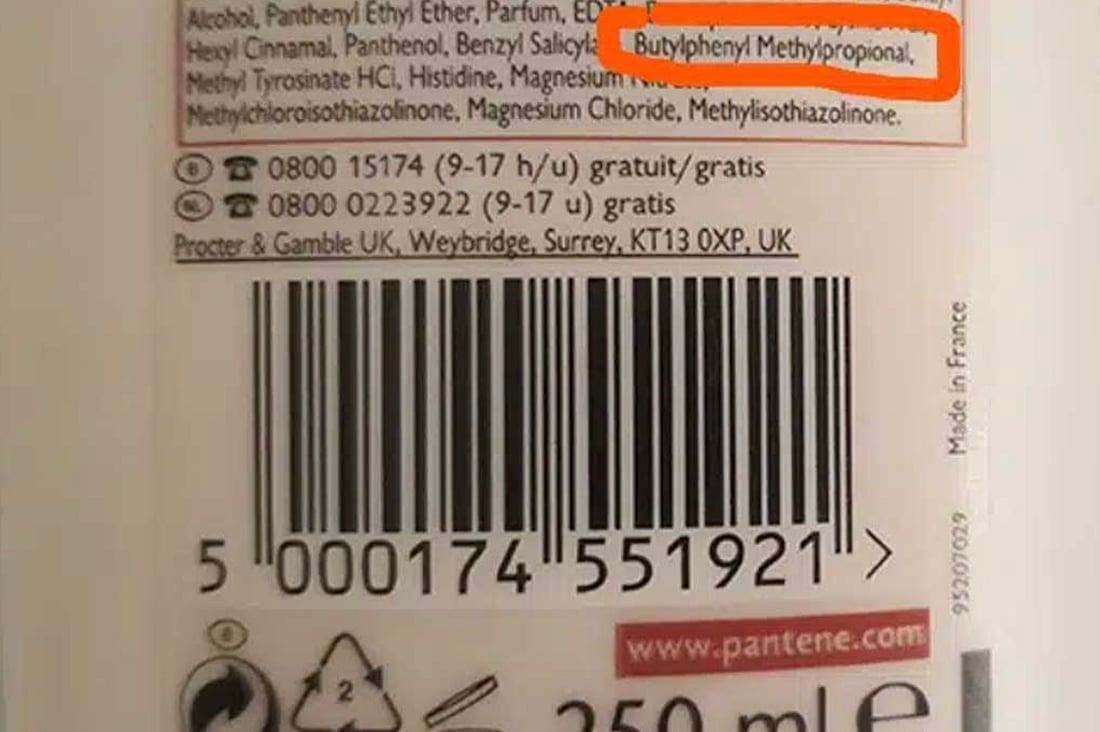 Alcohol, Panthenyl Ethyl Ether, Parfum,
Hexyl Cinnamal, Panthenol, Benzyl Butylphenyl Methylpropional,
Methyl Tyrosinate HCl, Histidine, Magnesium
Methylchloroisothiazolinone, Magnesium Chloride, Methylisothiazolinone.
B ☎ 0800 15174 (9-17 h/u) gratuit/gratis
NL ☎ 0800 0223922 (9-17 u) gratis
Procter & Gamble UK, Weybridge, Surrey, KT13 0XP, UK
5 000174 551921 >
Made in France
95207029
B
www.pantene.com
2
250 ml e